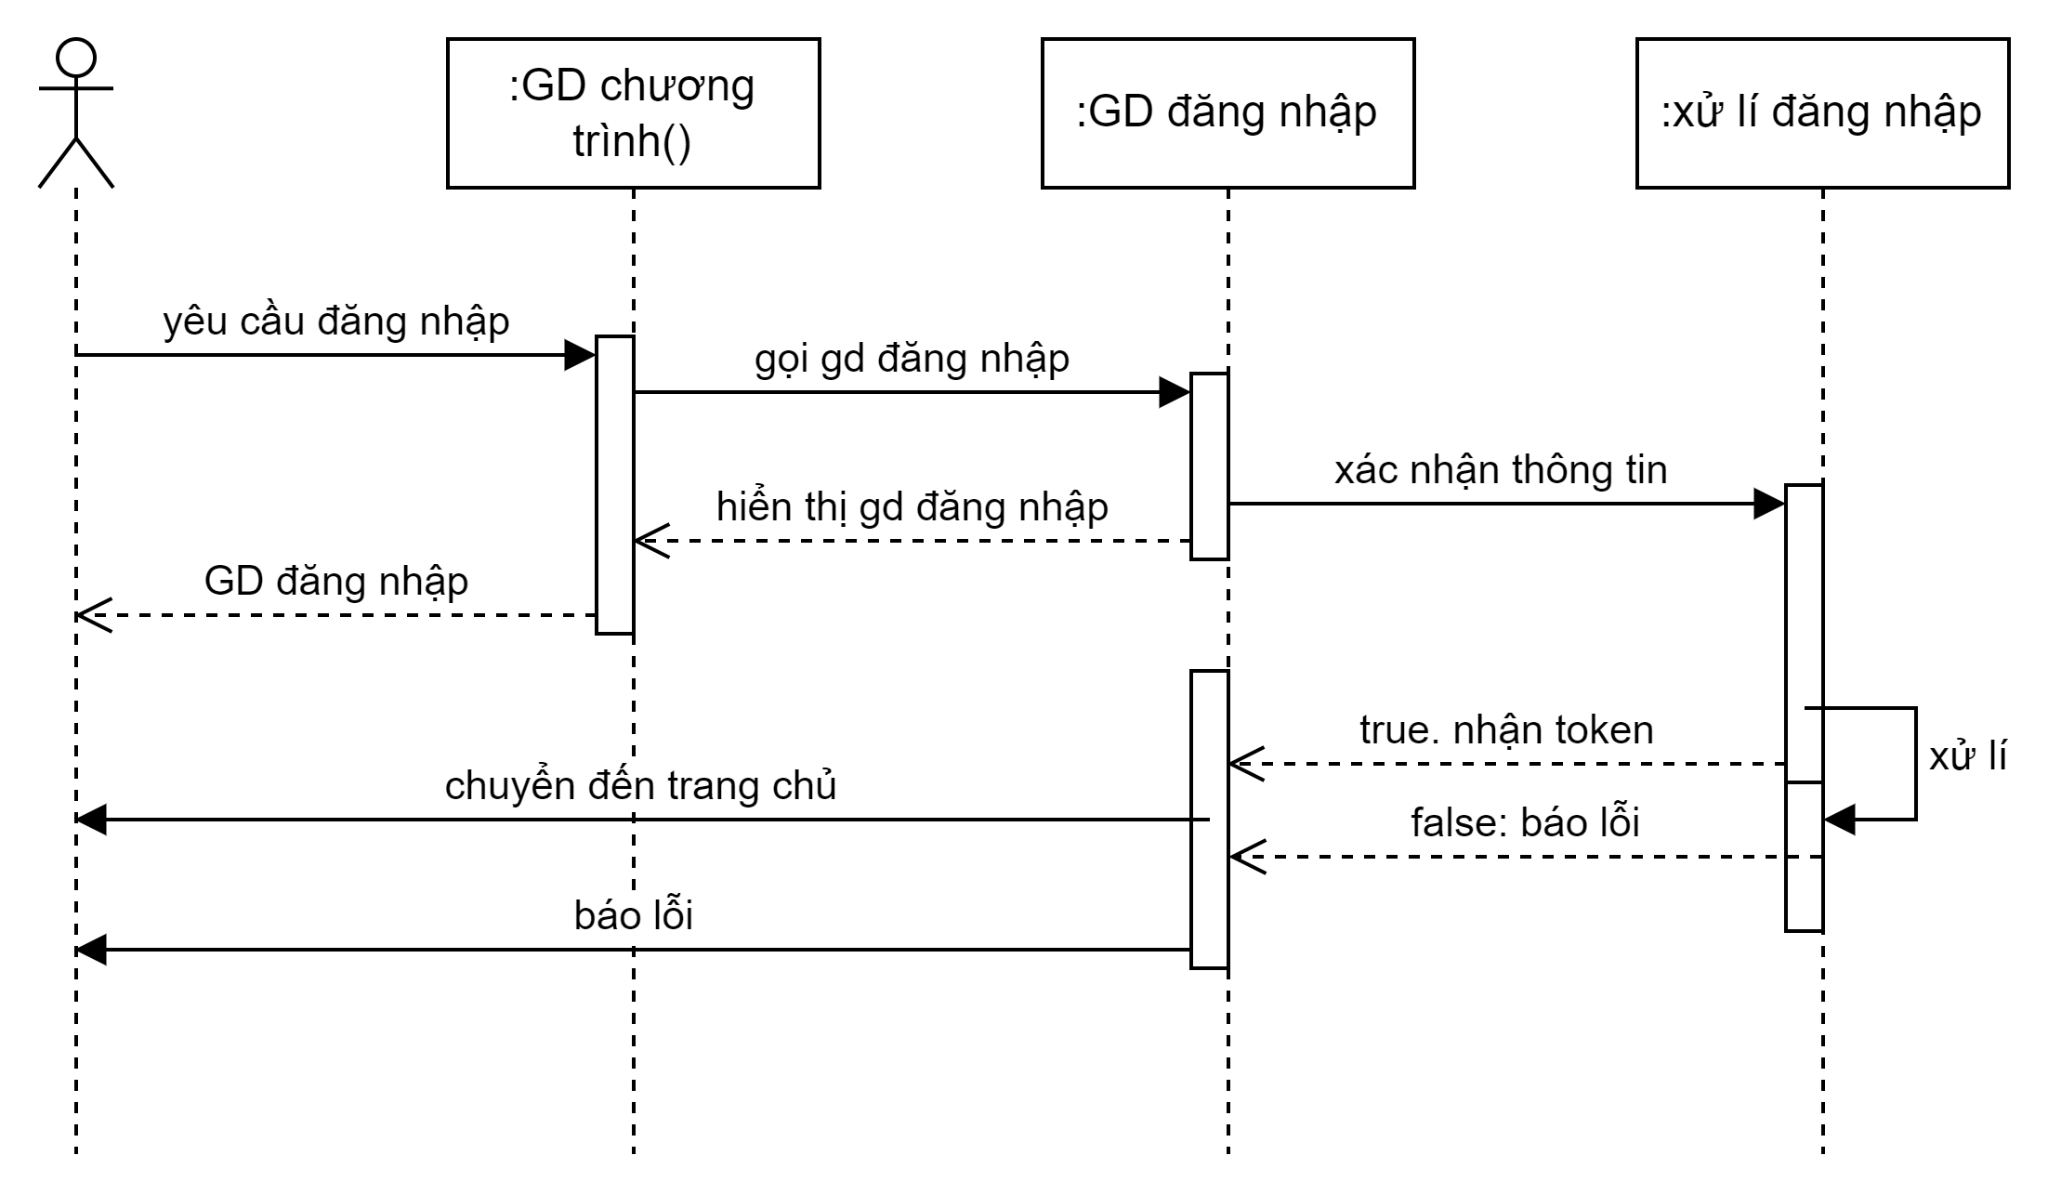 :GD chương
trình()
:GD đăng nhập
:xử lí đăng nhập
yêu cầu đăng nhập
gọi gd đăng nhập
xác nhận thông tin
hiển thị gd đăng nhập
GD đăng nhập
true. nhận token
xử lí
chuyển đến trang chủ
false: báo lỗi
báo lỗi